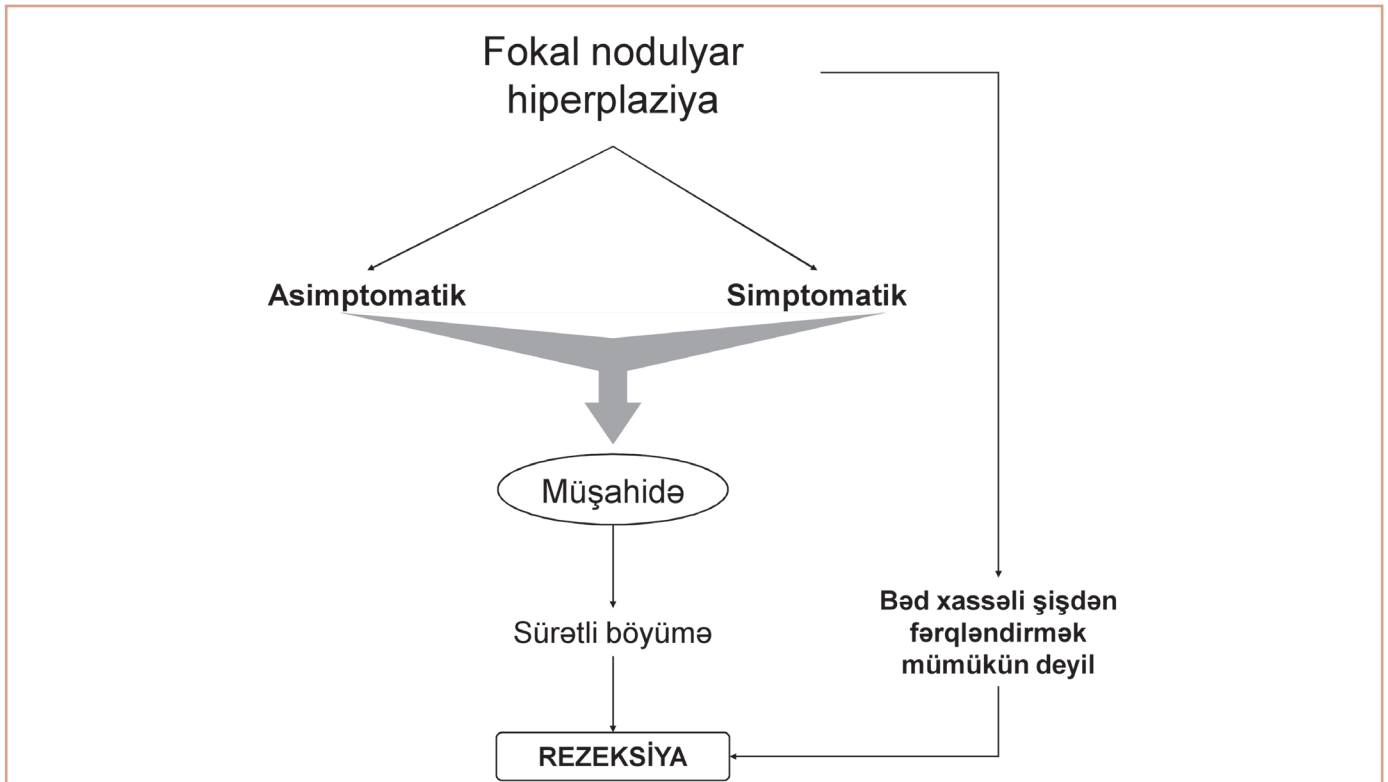 Fokal nodulyar
hiperplaziya
Asimptomatik
Simptomatik
Müşahidə
Sürətli böyümə
Bəd xassəli şişdən
fərqləndirmək
mümükün deyil
REZEKSİYA